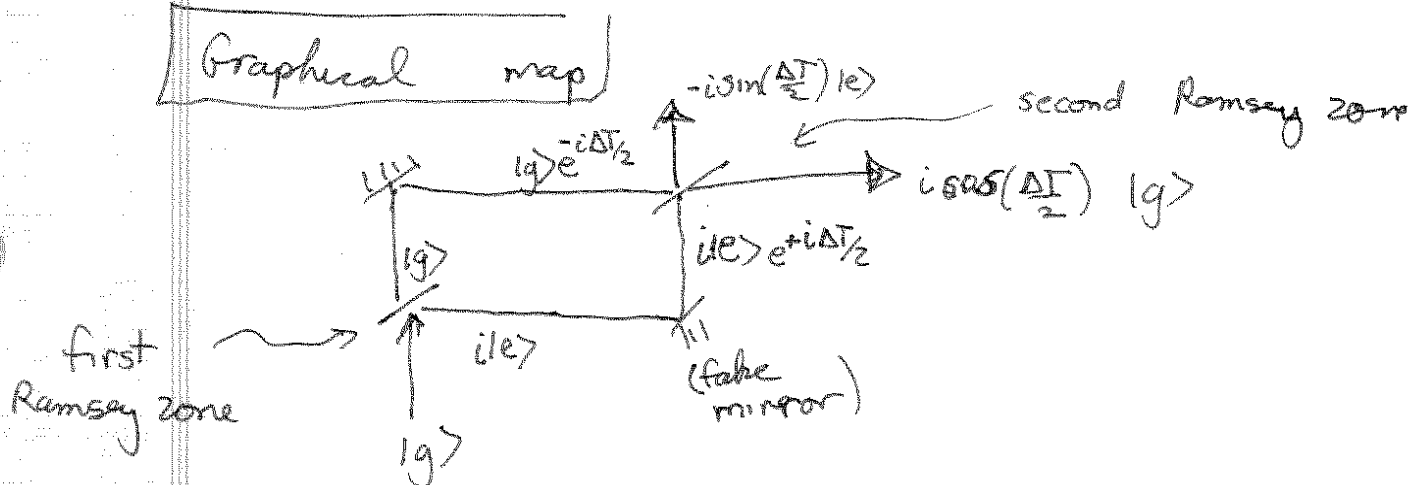 Graphical map
-i sin(ΔT/2) |e>
second Ramsey zone
|g> e^{-iΔT/2}
i cos(ΔT/2) |g>
|g>
i|e> e^{+iΔT/2}
first
Ramsey zone
i|e>
(fake
mirror)
|g>